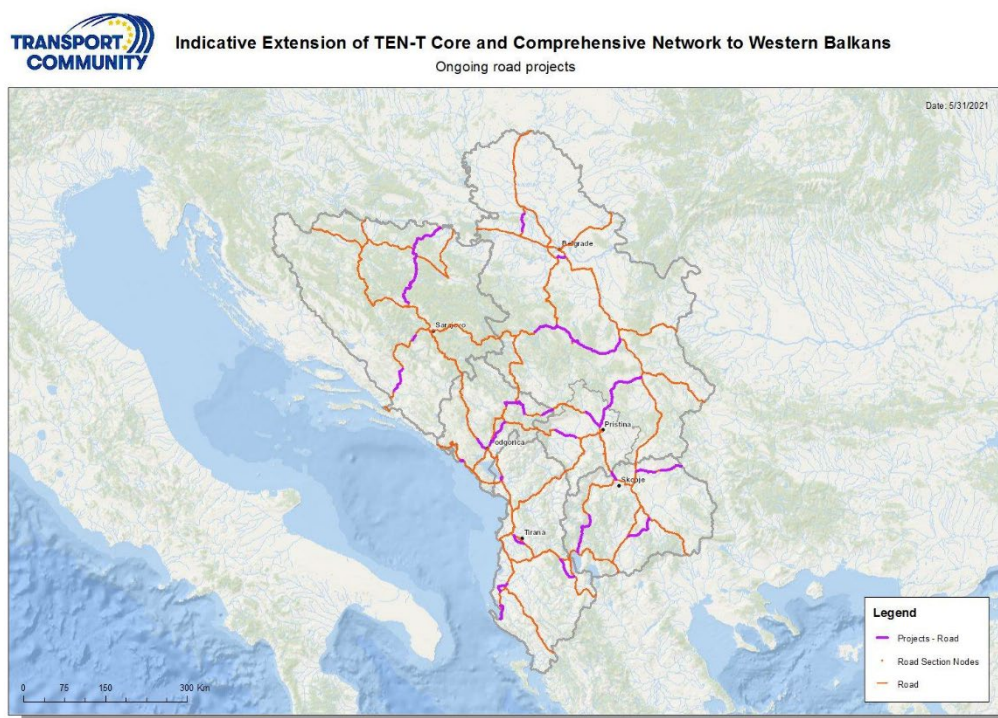 TRANSPORT
COMMUNITY
Indicative Extension of TEN-T Core and Comprehensive Network to Western Balkans
Ongoing road projects
Date: 5/31/2021
Belgrade
Sarajevo
Pristina
Podgorica
Skopje
Tirana
Legend
Projects - Road
Road Section Nodes
Road
0 75 150 300 Km